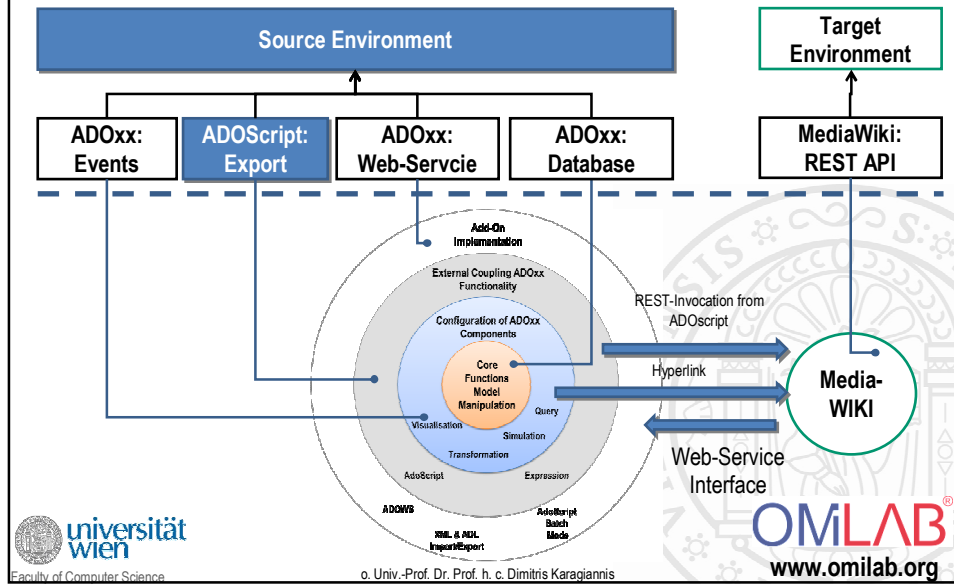 Source Environment
Target
Environment
ADOxx:
Events
ADOScript:
Export
ADOxx:
Web-Servcie
ADOxx:
Database
MediaWiki:
REST API
Add-On
Implementation
External Coupling ADOxx
Functionality
Configuration of ADOxx
Components
Core
Functions
Model
Manipulation
Query
Visualisation
Simulation
Transformation
AdoScript
Expression
ADOWS
XML & ADL
Import/Export
AdoScript
Batch
Mode
REST-Invocation from
ADOscript
Hyperlink
Media-
WIKI
Web-Service
Interface
universität
wien
Faculty of Computer Science
o. Univ.-Prof. Dr. Prof. h. c. Dimitris Karagiannis
OMiLAB®
www.omilab.org